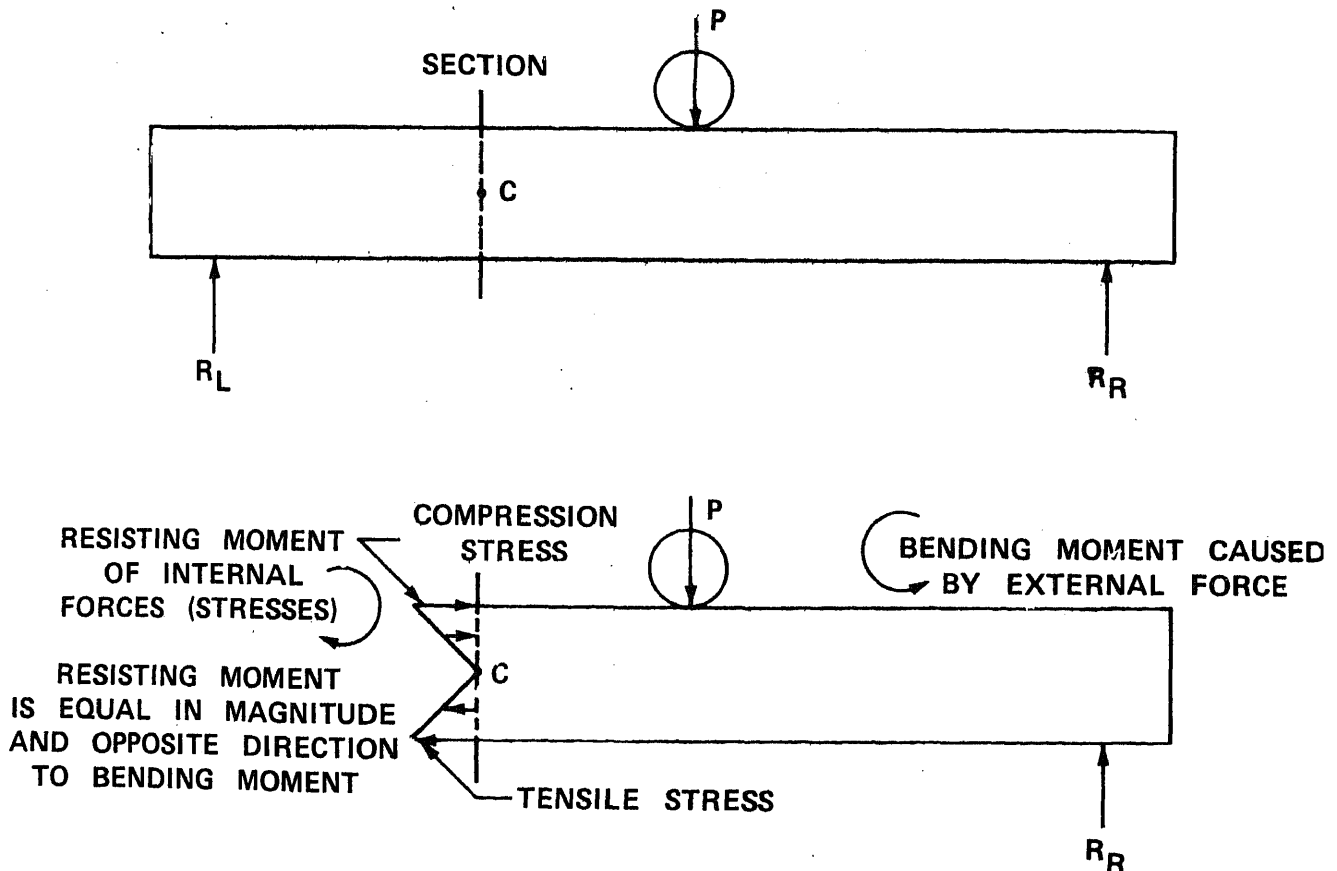 P
SECTION
C
R_L
R_R
COMPRESSION
STRESS
P
RESISTING MOMENT
OF INTERNAL
FORCES (STRESSES)
BENDING MOMENT CAUSED
BY EXTERNAL FORCE
C
RESISTING MOMENT
IS EQUAL IN MAGNITUDE
AND OPPOSITE DIRECTION
TO BENDING MOMENT
TENSILE STRESS
R_R